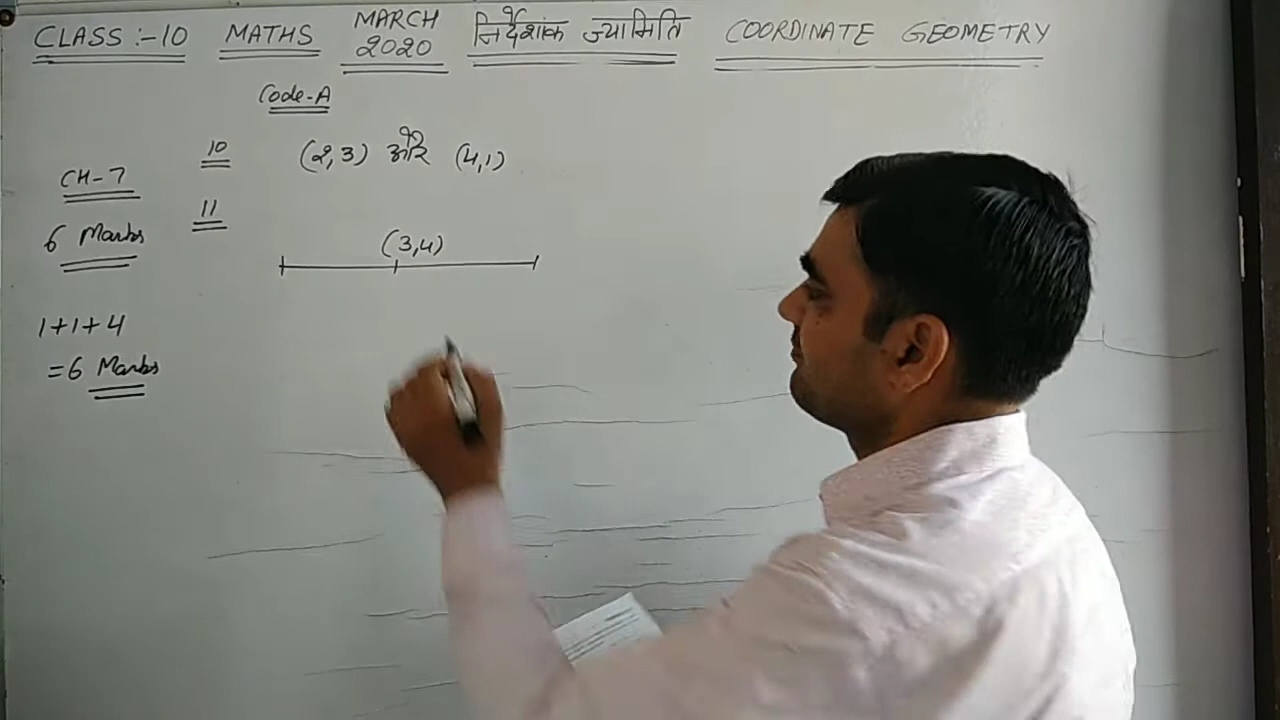 CLASS :- 10 MATHS MARCH 2020 निर्देशांक ज्यामिति COORDINATE GEOMETRY
Code-A
CH-7
6 Marks
1+1+4
=6 Marks
10 (2,3) और (4,1)
11
(3,4)